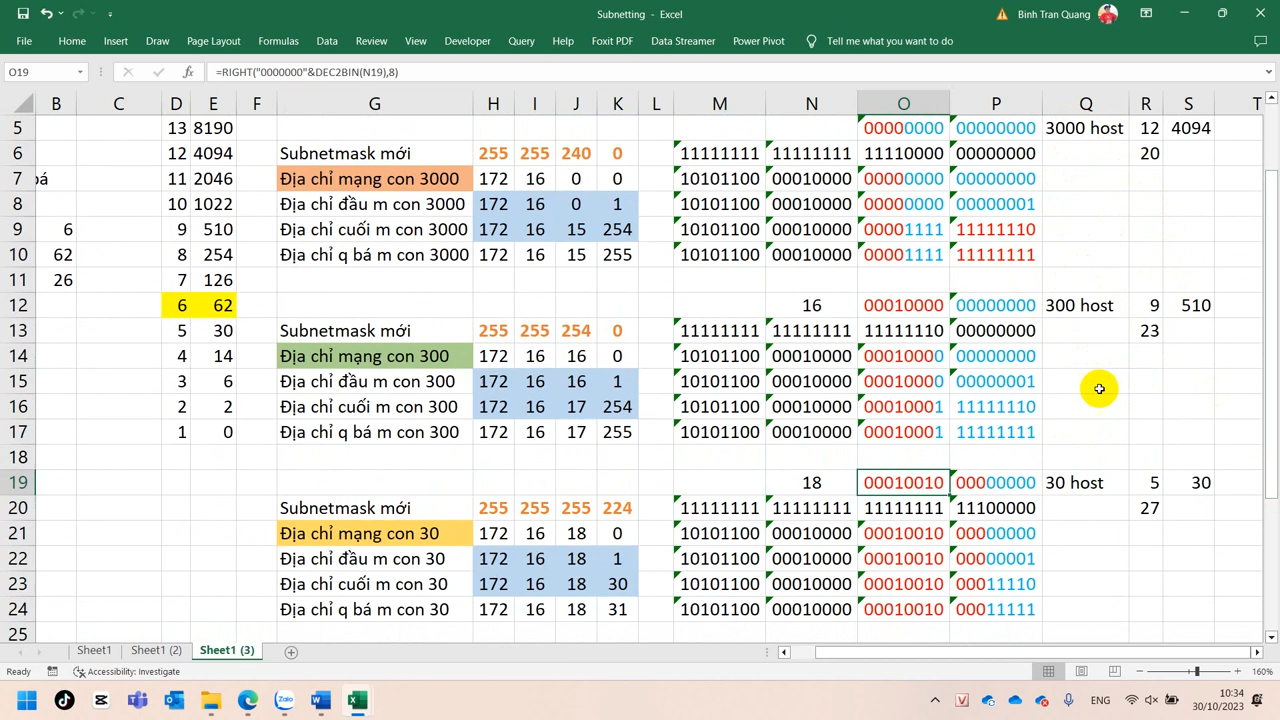 Subnetting - Excel
Binh Tran Quang
File Home Insert Draw Page Layout Formulas Data Review View Developer Query Help Foxit PDF Data Streamer Power Pivot Tell me what you want to do
O19 fx =RIGHT("0000000"&DEC2BIN(N19),8)
B C D E F G H I J K L M N O P Q R S T
5 13 8190 00000000 00000000 3000 host 12 4094
6 12 4094 Subnetmask mới 255 255 240 0 11111111 11111111 11110000 00000000 20
7 bá 11 2046 Địa chỉ mạng con 3000 172 16 0 0 10101100 00010000 00000000 00000000
8 10 1022 Địa chỉ đầu m con 3000 172 16 0 1 10101100 00010000 00000000 00000001
9 6 9 510 Địa chỉ cuối m con 3000 172 16 15 254 10101100 00010000 00001111 11111110
10 62 8 254 Địa chỉ q bá m con 3000 172 16 15 255 10101100 00010000 00001111 11111111
11 26 7 126
12 6 62 16 00010000 00000000 300 host 9 510
13 5 30 Subnetmask mới 255 255 254 0 11111111 11111111 11111110 00000000 23
14 4 14 Địa chỉ mạng con 300 172 16 16 0 10101100 00010000 00010000 00000000
15 3 6 Địa chỉ đầu m con 300 172 16 16 1 10101100 00010000 00010000 00000001
16 2 2 Địa chỉ cuối m con 300 172 16 17 254 10101100 00010000 00010001 11111110
17 1 0 Địa chỉ q bá m con 300 172 16 17 255 10101100 00010000 00010001 11111111
18
19 18 00010010 00000000 30 host 5 30
20 Subnetmask mới 255 255 255 224 11111111 11111111 11111111 11100000 27
21 Địa chỉ mạng con 30 172 16 18 0 10101100 00010000 00010010 00000000
22 Địa chỉ đầu m con 30 172 16 18 1 10101100 00010000 00010010 00000001
23 Địa chỉ cuối m con 30 172 16 18 30 10101100 00010000 00010010 00011110
24 Địa chỉ q bá m con 30 172 16 18 31 10101100 00010000 00010010 00011111
25
Sheet1 Sheet1 (2) Sheet1 (3)
Ready Accessibility: Investigate 160%
ENG 10:34
30/10/2023